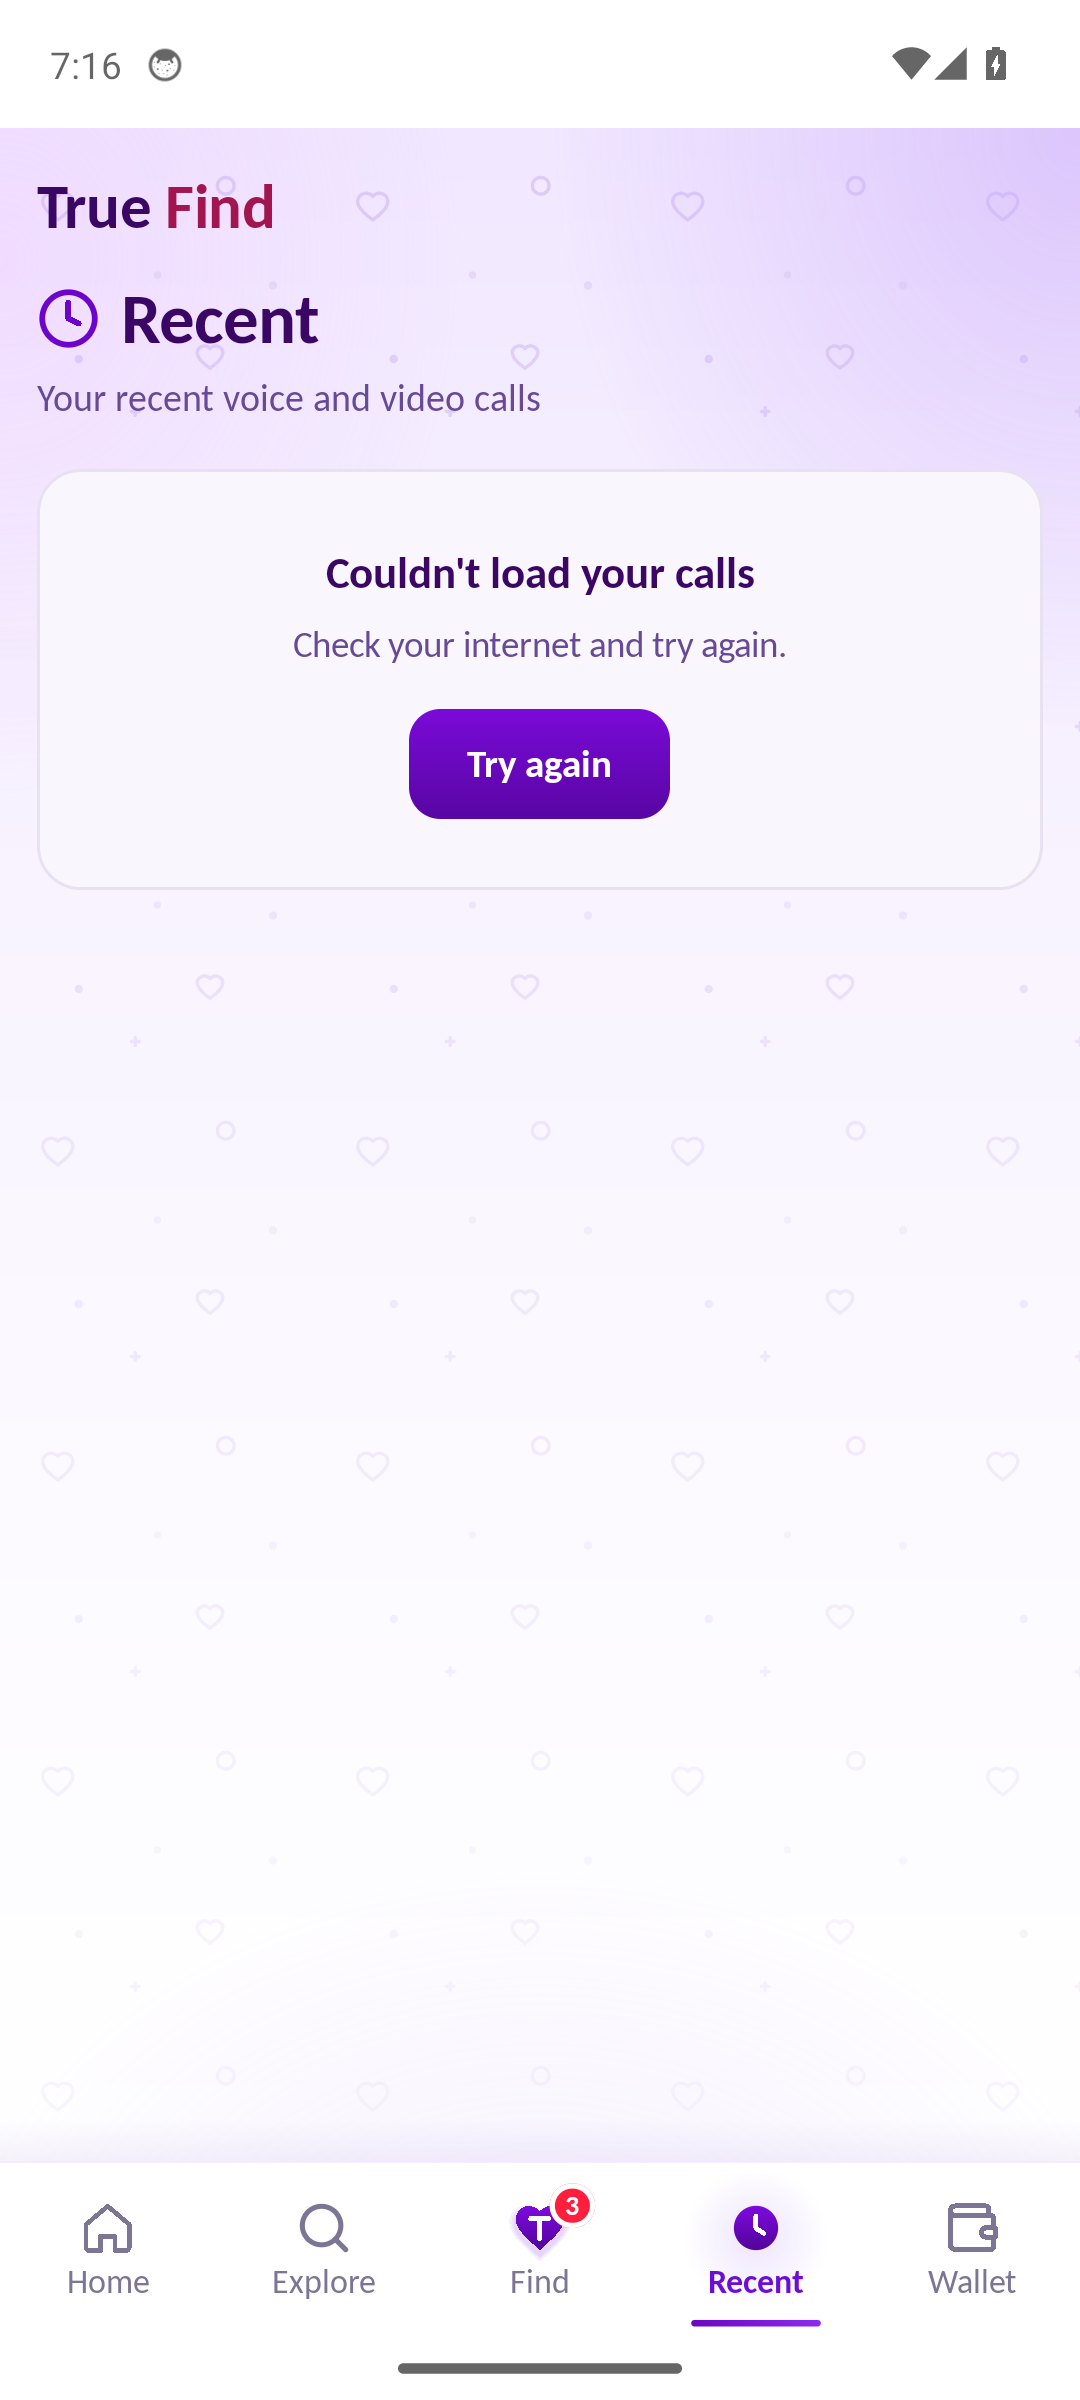 7:16
True Find
Recent
Your recent voice and video calls
Couldn't load your calls
Check your internet and try again.
Try again
3
T
Home
Explore
Find
Recent
Wallet